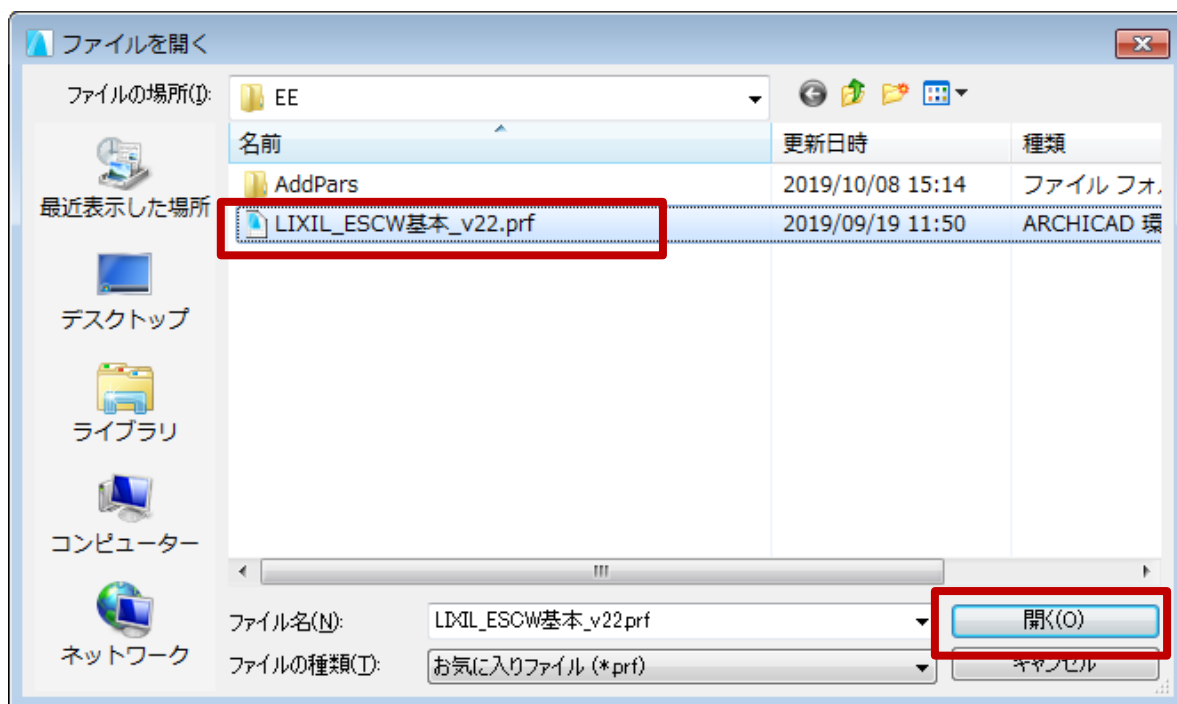 ファイルを開く
ファイルの場所(I):
EE
名前
更新日時
種類
AddPars
2019/10/08 15:14
ファイル フォ
LIXIL_ESCW基本_v22.prf
2019/09/19 11:50
ARCHICAD 環
最近表示した場所
デスクトップ
ライブラリ
コンピューター
ネットワーク
ファイル名(N):
LIXIL_ESCW基本_v22.prf
開く(O)
ファイルの種類(T):
お気に入りファイル (*.prf)
キャンセル